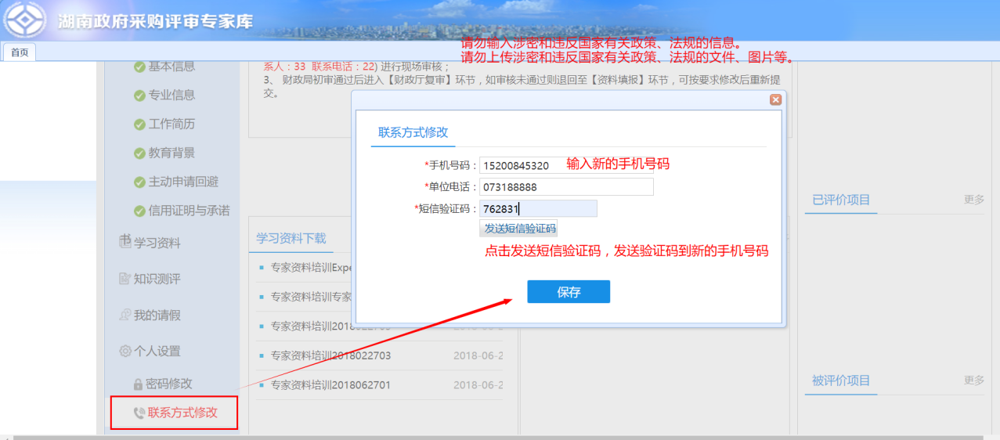 湖南政府采购评审专家库
请勿输入涉密和违反国家有关政策、法规的信息。
请勿上传涉密和违反国家有关政策、法规的文件、图片等。
首页
基本信息
专业信息
工作简历
教育背景
主动申请回避
信用证明与承诺
学习资料
知识测评
我的请假
个人设置
密码修改
联系方式修改
系人：33 联系电话：22) 进行现场审核；
3、 财政局初审通过后进入【财政厅复审】环节，如审核未通过则退回至【资料填报】环节，可按要求修改后重新提
交。
联系方式修改
*手机号码： 15200845320 输入新的手机号码
*单位电话： 073188888
*短信验证码： 762831
发送短信验证码
点击发送短信验证码，发送验证码到新的手机号码
保存
学习资料下载
专家资料培训Expe
专家资料培训专家
专家资料培训2018022703
专家资料培训2018022703 2018-06-2
专家资料培训2018062701 2018-06-2
已评价项目 更多
被评价项目 更多